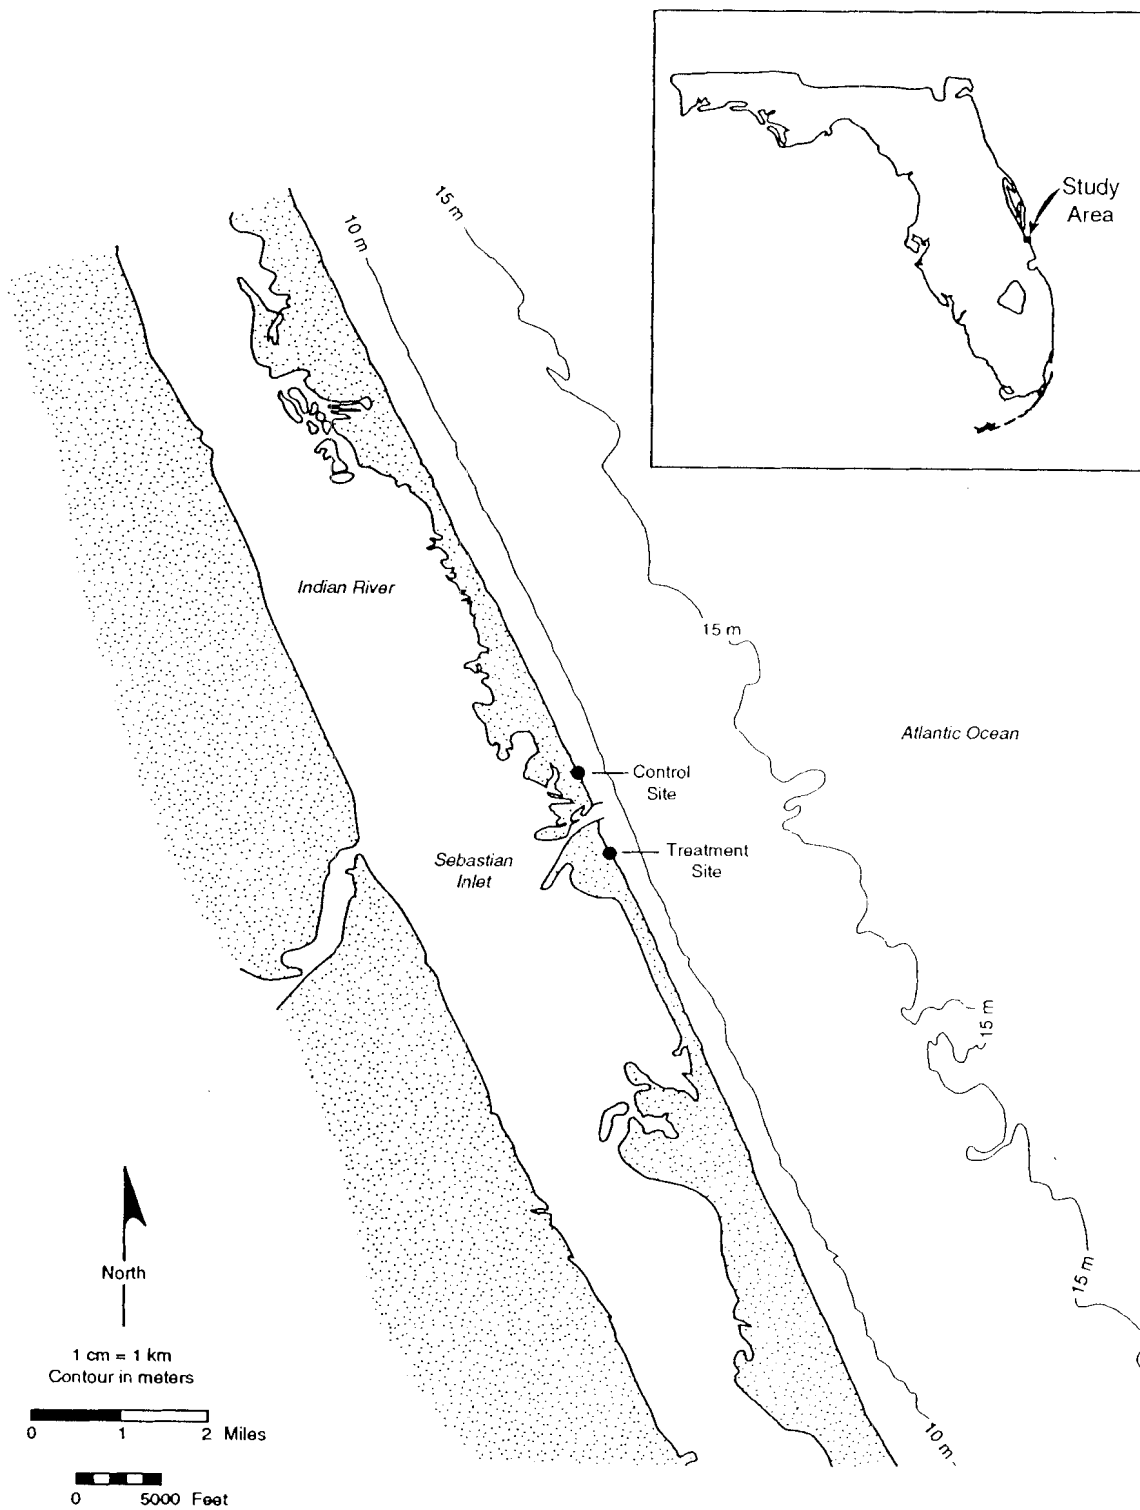 Study
Area
15 m
10 m
Indian River
15 m
Atlantic Ocean
Control
Site
Treatment
Site
Sebastian
Inlet
15 m
15 m
North
1 cm = 1 km
Contour in meters
0 1 2 Miles
10 m
0 5000 Feet